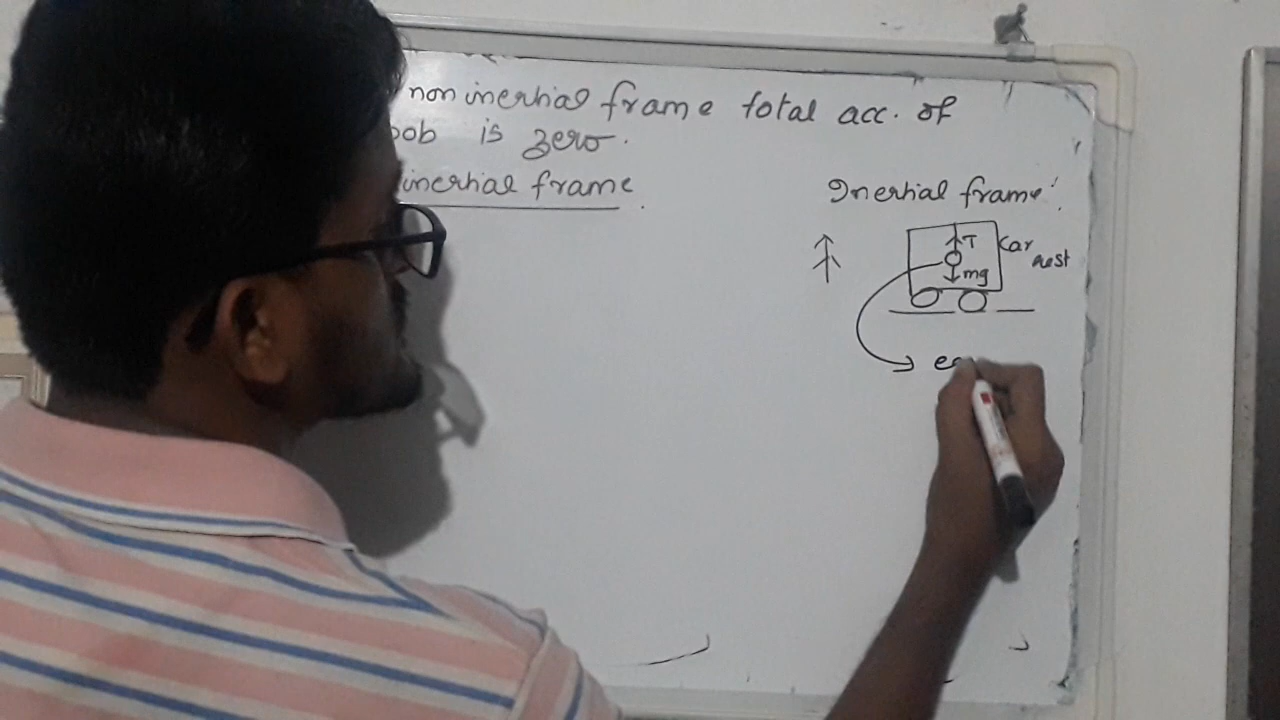 non inertial frame total acc. of
bob is zero.
inertial frame
Inertial frame:
T
Car
rest
mg